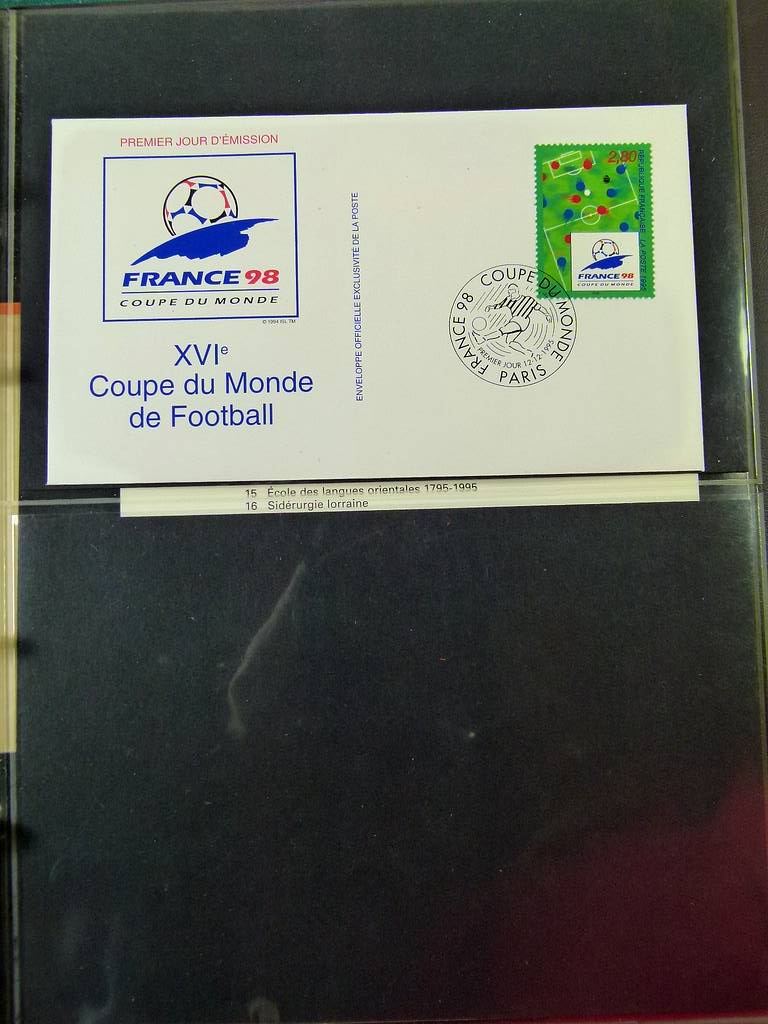 PREMIER JOUR D'ÉMISSION
FRANCE 98
COUPE DU MONDE
© 1994 ISL TM
XVIe
Coupe du Monde
de Football
ENVELOPPE OFFICIELLE EXCLUSIVITÉ DE LA POSTE
2,80
RÉPUBLIQUE FRANÇAISE LA POSTE 1995
FRANCE 98
COUPE DU MONDE
FRANCE 98 COUPE DU MONDE
PREMIER JOUR 12.12.1995
PARIS
15 École des langues orientales 1795-1995
16 Sidérurgie lorraine